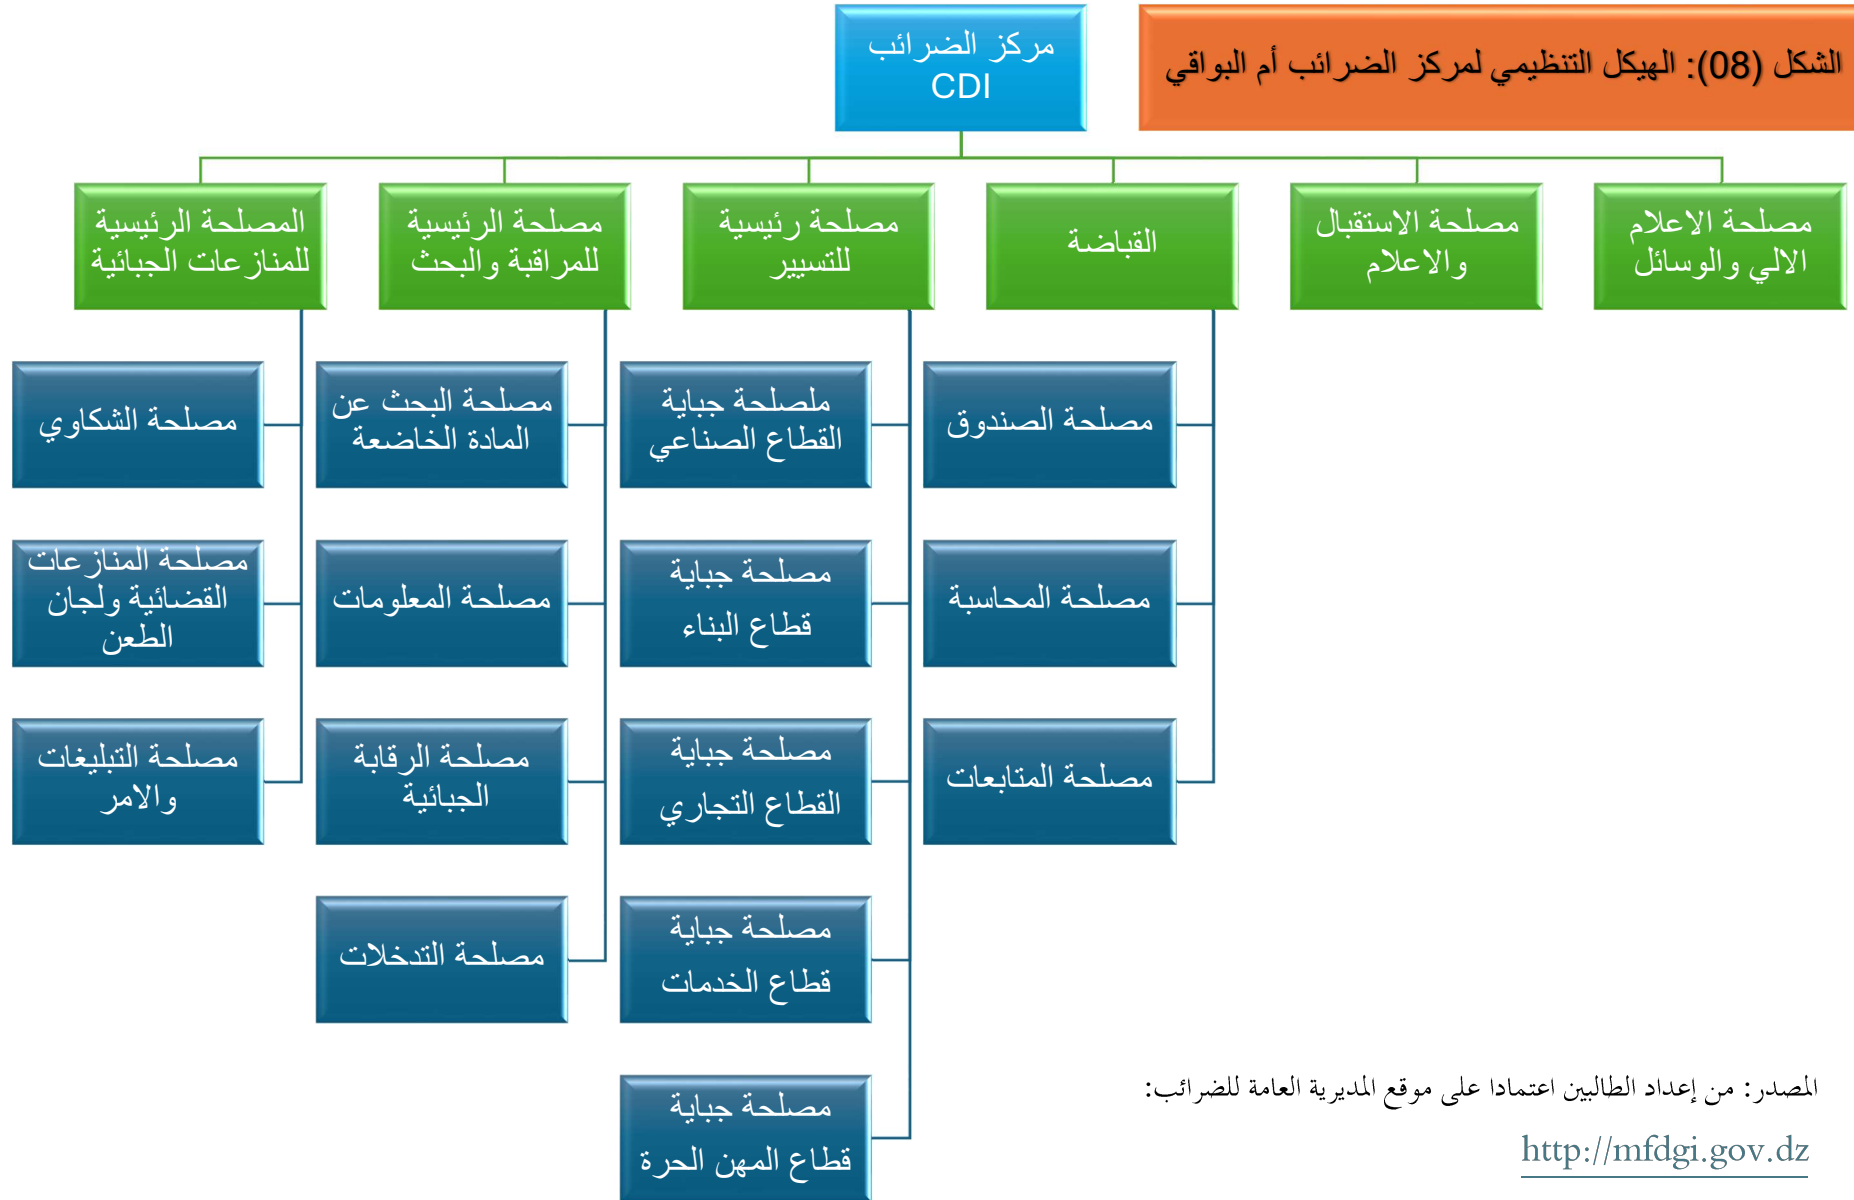 الشكل (08): الهيكل التنظيمي لمركز الضرائب أم البواقي
مركز الضرائب
CDI
مصلحة الاعلام
الالي والوسائل
مصلحة الاستقبال
والاعلام
القباضة
مصلحة رئيسية
للتسيير
مصلحة الرئيسية
للمراقبة والبحث
المصلحة الرئيسية
للمنازعات الجبائية
مصلحة الصندوق
مصلحة المحاسبة
مصلحة المتابعات
ملصلحة جباية
القطاع الصناعي
مصلحة جباية
قطاع البناء
مصلحة جباية
القطاع التجاري
مصلحة جباية
قطاع الخدمات
مصلحة جباية
قطاع المهن الحرة
مصلحة البحث عن
المادة الخاضعة
مصلحة المعلومات
مصلحة الرقابة
الجبائية
مصلحة التدخلات
مصلحة الشكاوي
مصلحة المنازعات
القضائية ولجان
الطعن
مصلحة التبليغات
والامر
المصدر: من إعداد الطالبين اعتمادا على موقع المديرية العامة للضرائب:
http://mfdgi.gov.dz